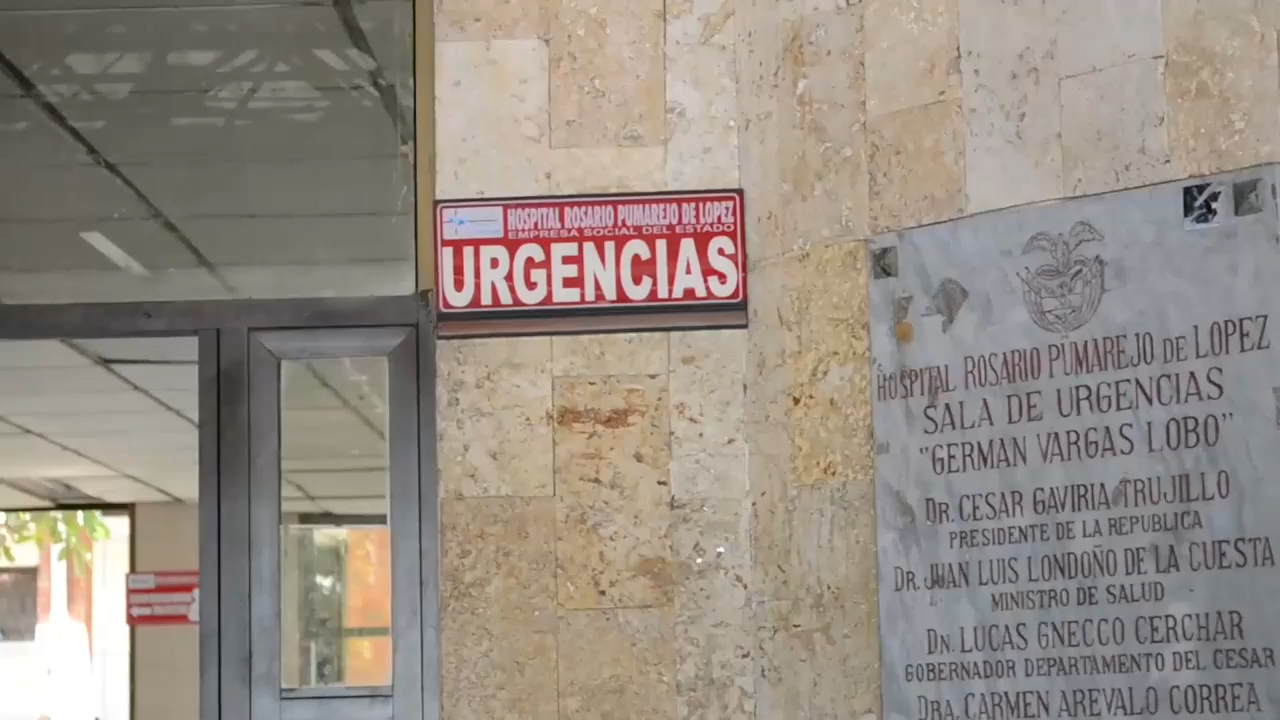 HOSPITAL ROSARIO PUMAREJO DE LOPEZ
EMPRESA SOCIAL DEL ESTADO
URGENCIAS
HOSPITAL ROSARIO PUMAREJO DE LOPEZ
SALA DE URGENCIAS
"GERMAN VARGAS LOBO"
DR. CESAR GAVIRIA TRUJILLO
PRESIDENTE DE LA REPUBLICA
DR. JUAN LUIS LONDOÑO DE LA CUESTA
MINISTRO DE SALUD
DN. LUCAS GNECCO CERCHAR
GOBERNADOR DEPARTAMENTO DEL CESAR
DRA. CARMEN AREVALO CORREA